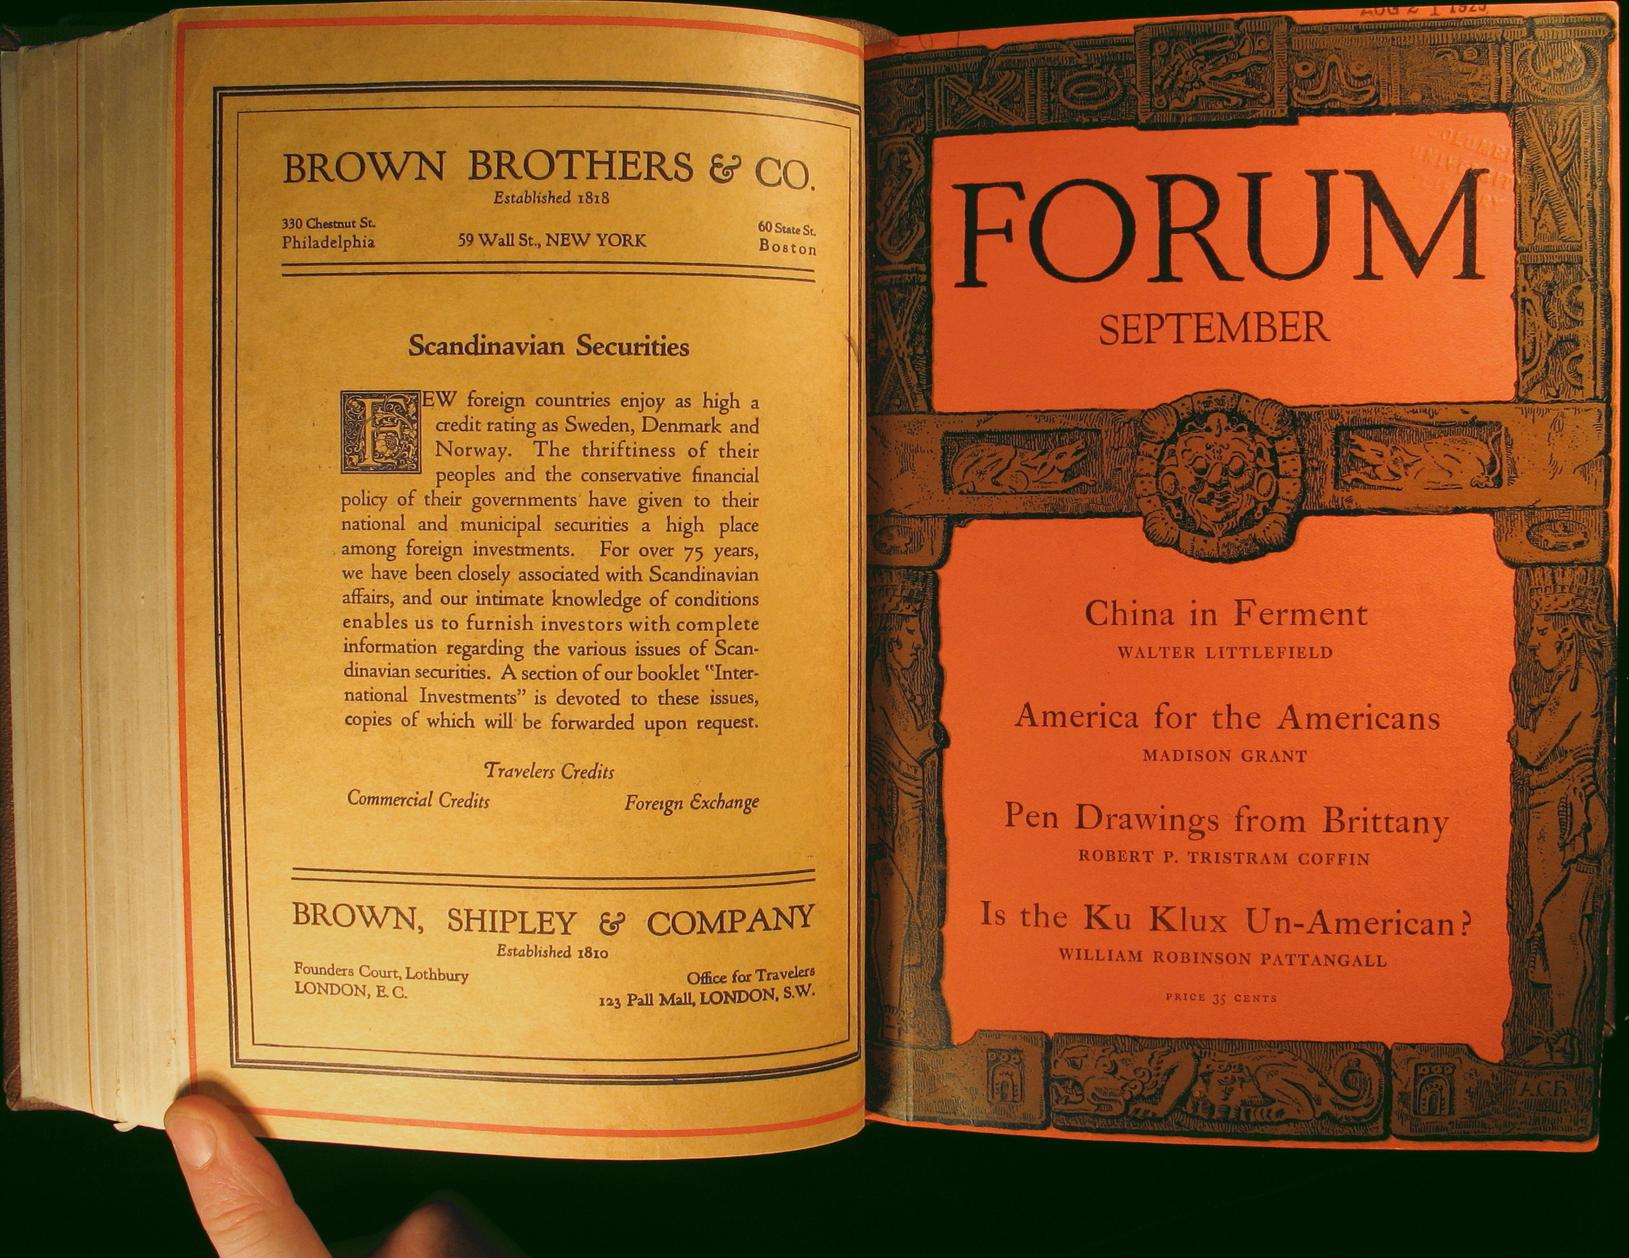 BROWN BROTHERS & CO.
Established 1818
330 Chestnut St.
Philadelphia
59 Wall St., NEW YORK
60 State St.
Boston
Scandinavian Securities
FEW foreign countries enjoy as high a
credit rating as Sweden, Denmark and
Norway. The thriftiness of their
peoples and the conservative financial
policy of their governments have given to their
national and municipal securities a high place
among foreign investments. For over 75 years,
we have been closely associated with Scandinavian
affairs, and our intimate knowledge of conditions
enables us to furnish investors with complete
information regarding the various issues of Scan-
dinavian securities. A section of our booklet "Inter-
national Investments" is devoted to these issues,
copies of which will be forwarded upon request.
Travelers Credits
Commercial Credits
Foreign Exchange
BROWN, SHIPLEY & COMPANY
Established 1810
Founders Court, Lothbury
LONDON, E. C.
Office for Travelers
123 Pall Mall, LONDON, S.W.
AUG 21 1925
FORUM
SEPTEMBER
China in Ferment
WALTER LITTLEFIELD
America for the Americans
MADISON GRANT
Pen Drawings from Brittany
ROBERT P. TRISTRAM COFFIN
Is the Ku Klux Un-American?
WILLIAM ROBINSON PATTANGALL
PRICE 35 CENTS